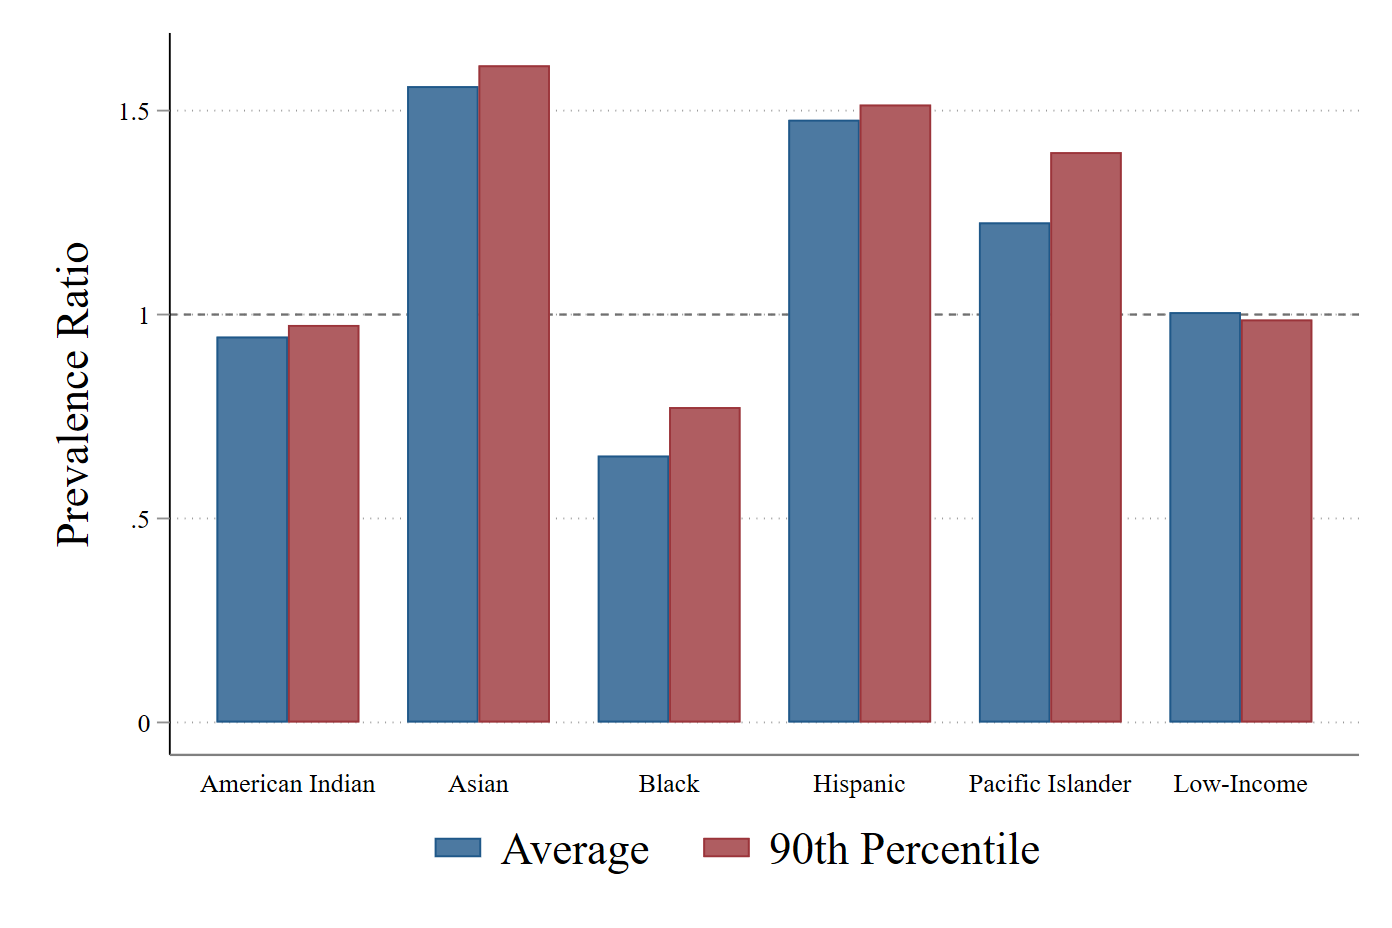 Prevalence Ratio
1.5
1
.5
0
American Indian Asian Black Hispanic Pacific Islander Low-Income
Average 90th Percentile